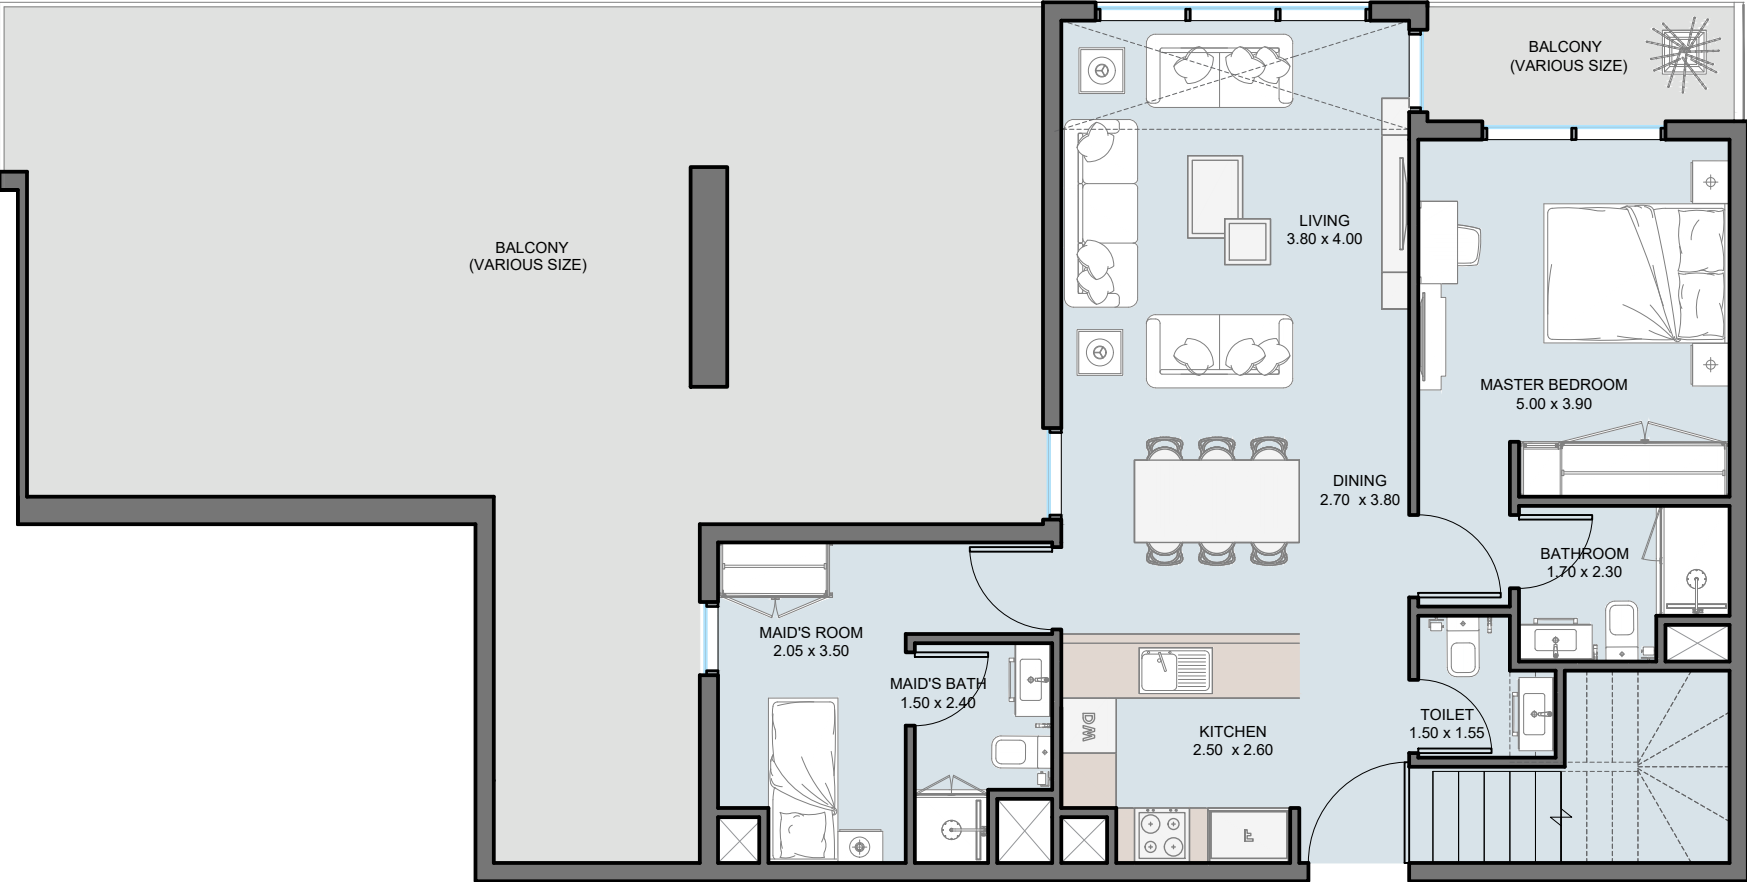 BALCONY
(VARIOUS SIZE)
BALCONY
(VARIOUS SIZE)
LIVING
3.80 x 4.00
MASTER BEDROOM
5.00 x 3.90
DINING
2.70 x 3.80
BATHROOM
1.70 x 2.30
MAID'S ROOM
2.05 x 3.50
MAID'S BATH
1.50 x 2.40
DW
KITCHEN
2.50 x 2.60
TOILET
1.50 x 1.55
F